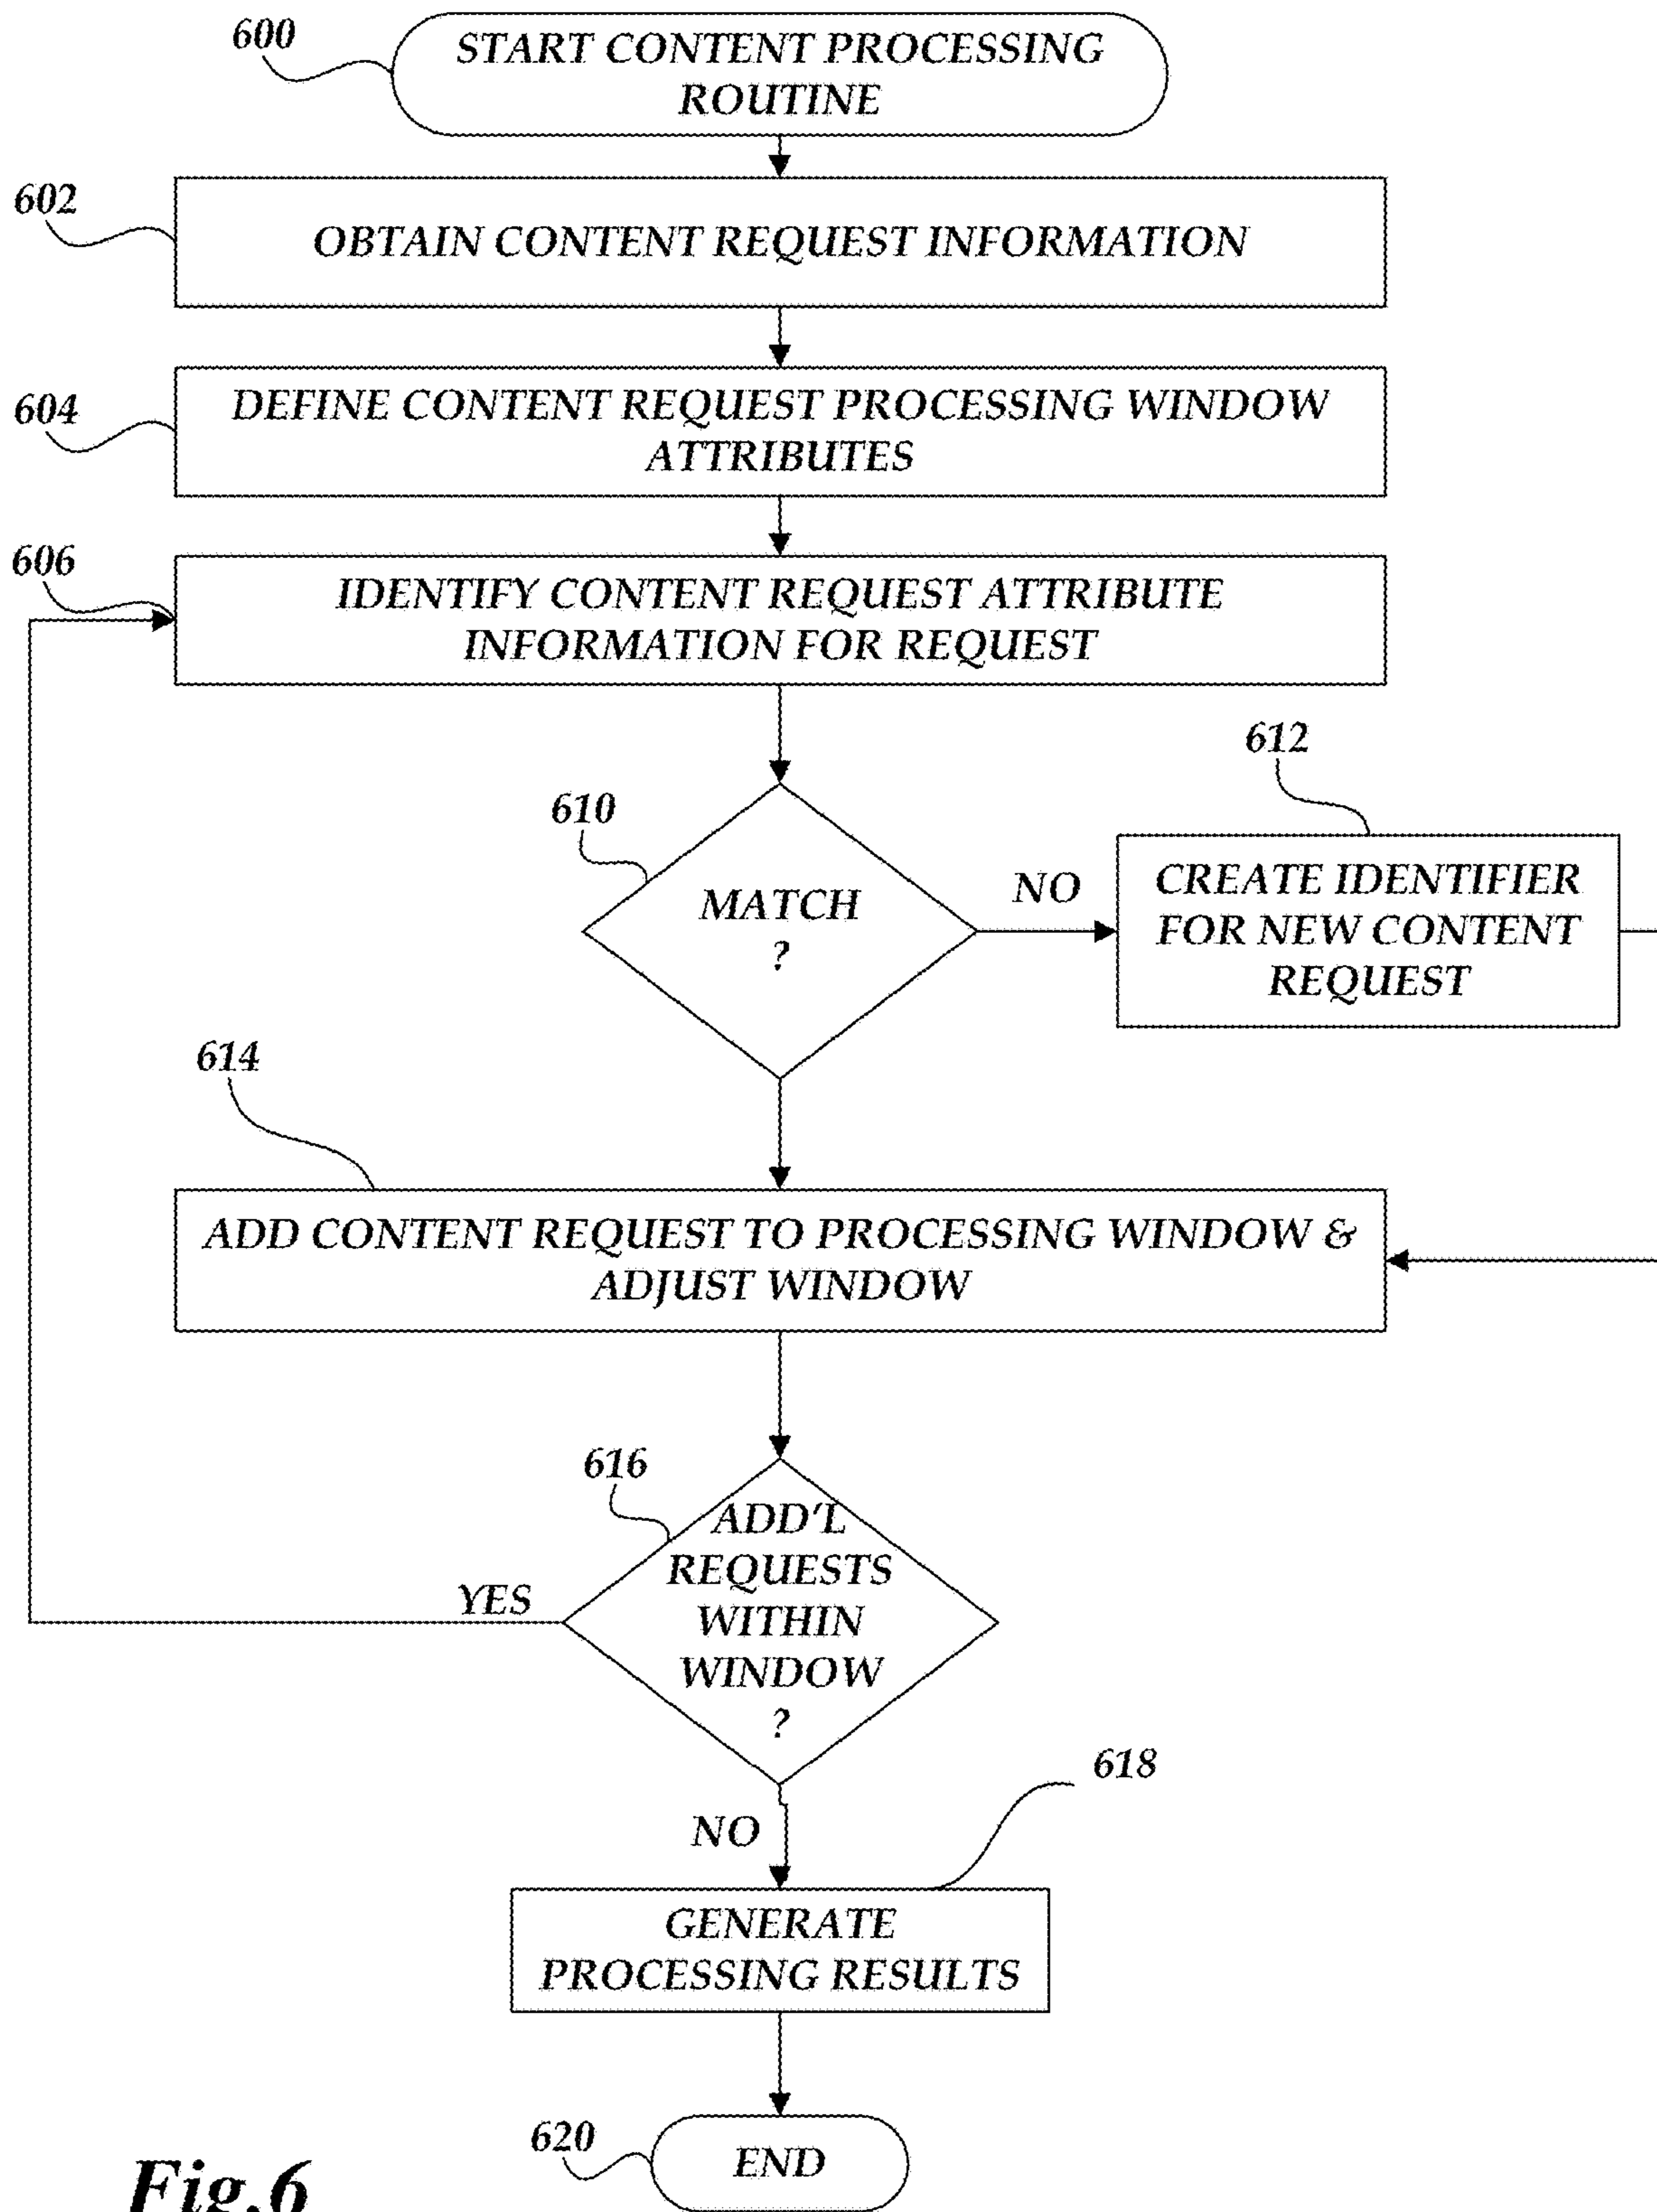 600
START CONTENT PROCESSING
ROUTINE
602
OBTAIN CONTENT REQUEST INFORMATION
604
DEFINE CONTENT REQUEST PROCESSING WINDOW
ATTRIBUTES
606
IDENTIFY CONTENT REQUEST ATTRIBUTE
INFORMATION FOR REQUEST
610
MATCH
?
NO
612
CREATE IDENTIFIER
FOR NEW CONTENT
REQUEST
614
ADD CONTENT REQUEST TO PROCESSING WINDOW &
ADJUST WINDOW
616
ADD'L
REQUESTS
WITHIN
WINDOW
?
YES
NO
618
GENERATE
PROCESSING RESULTS
620
END
Fig.6